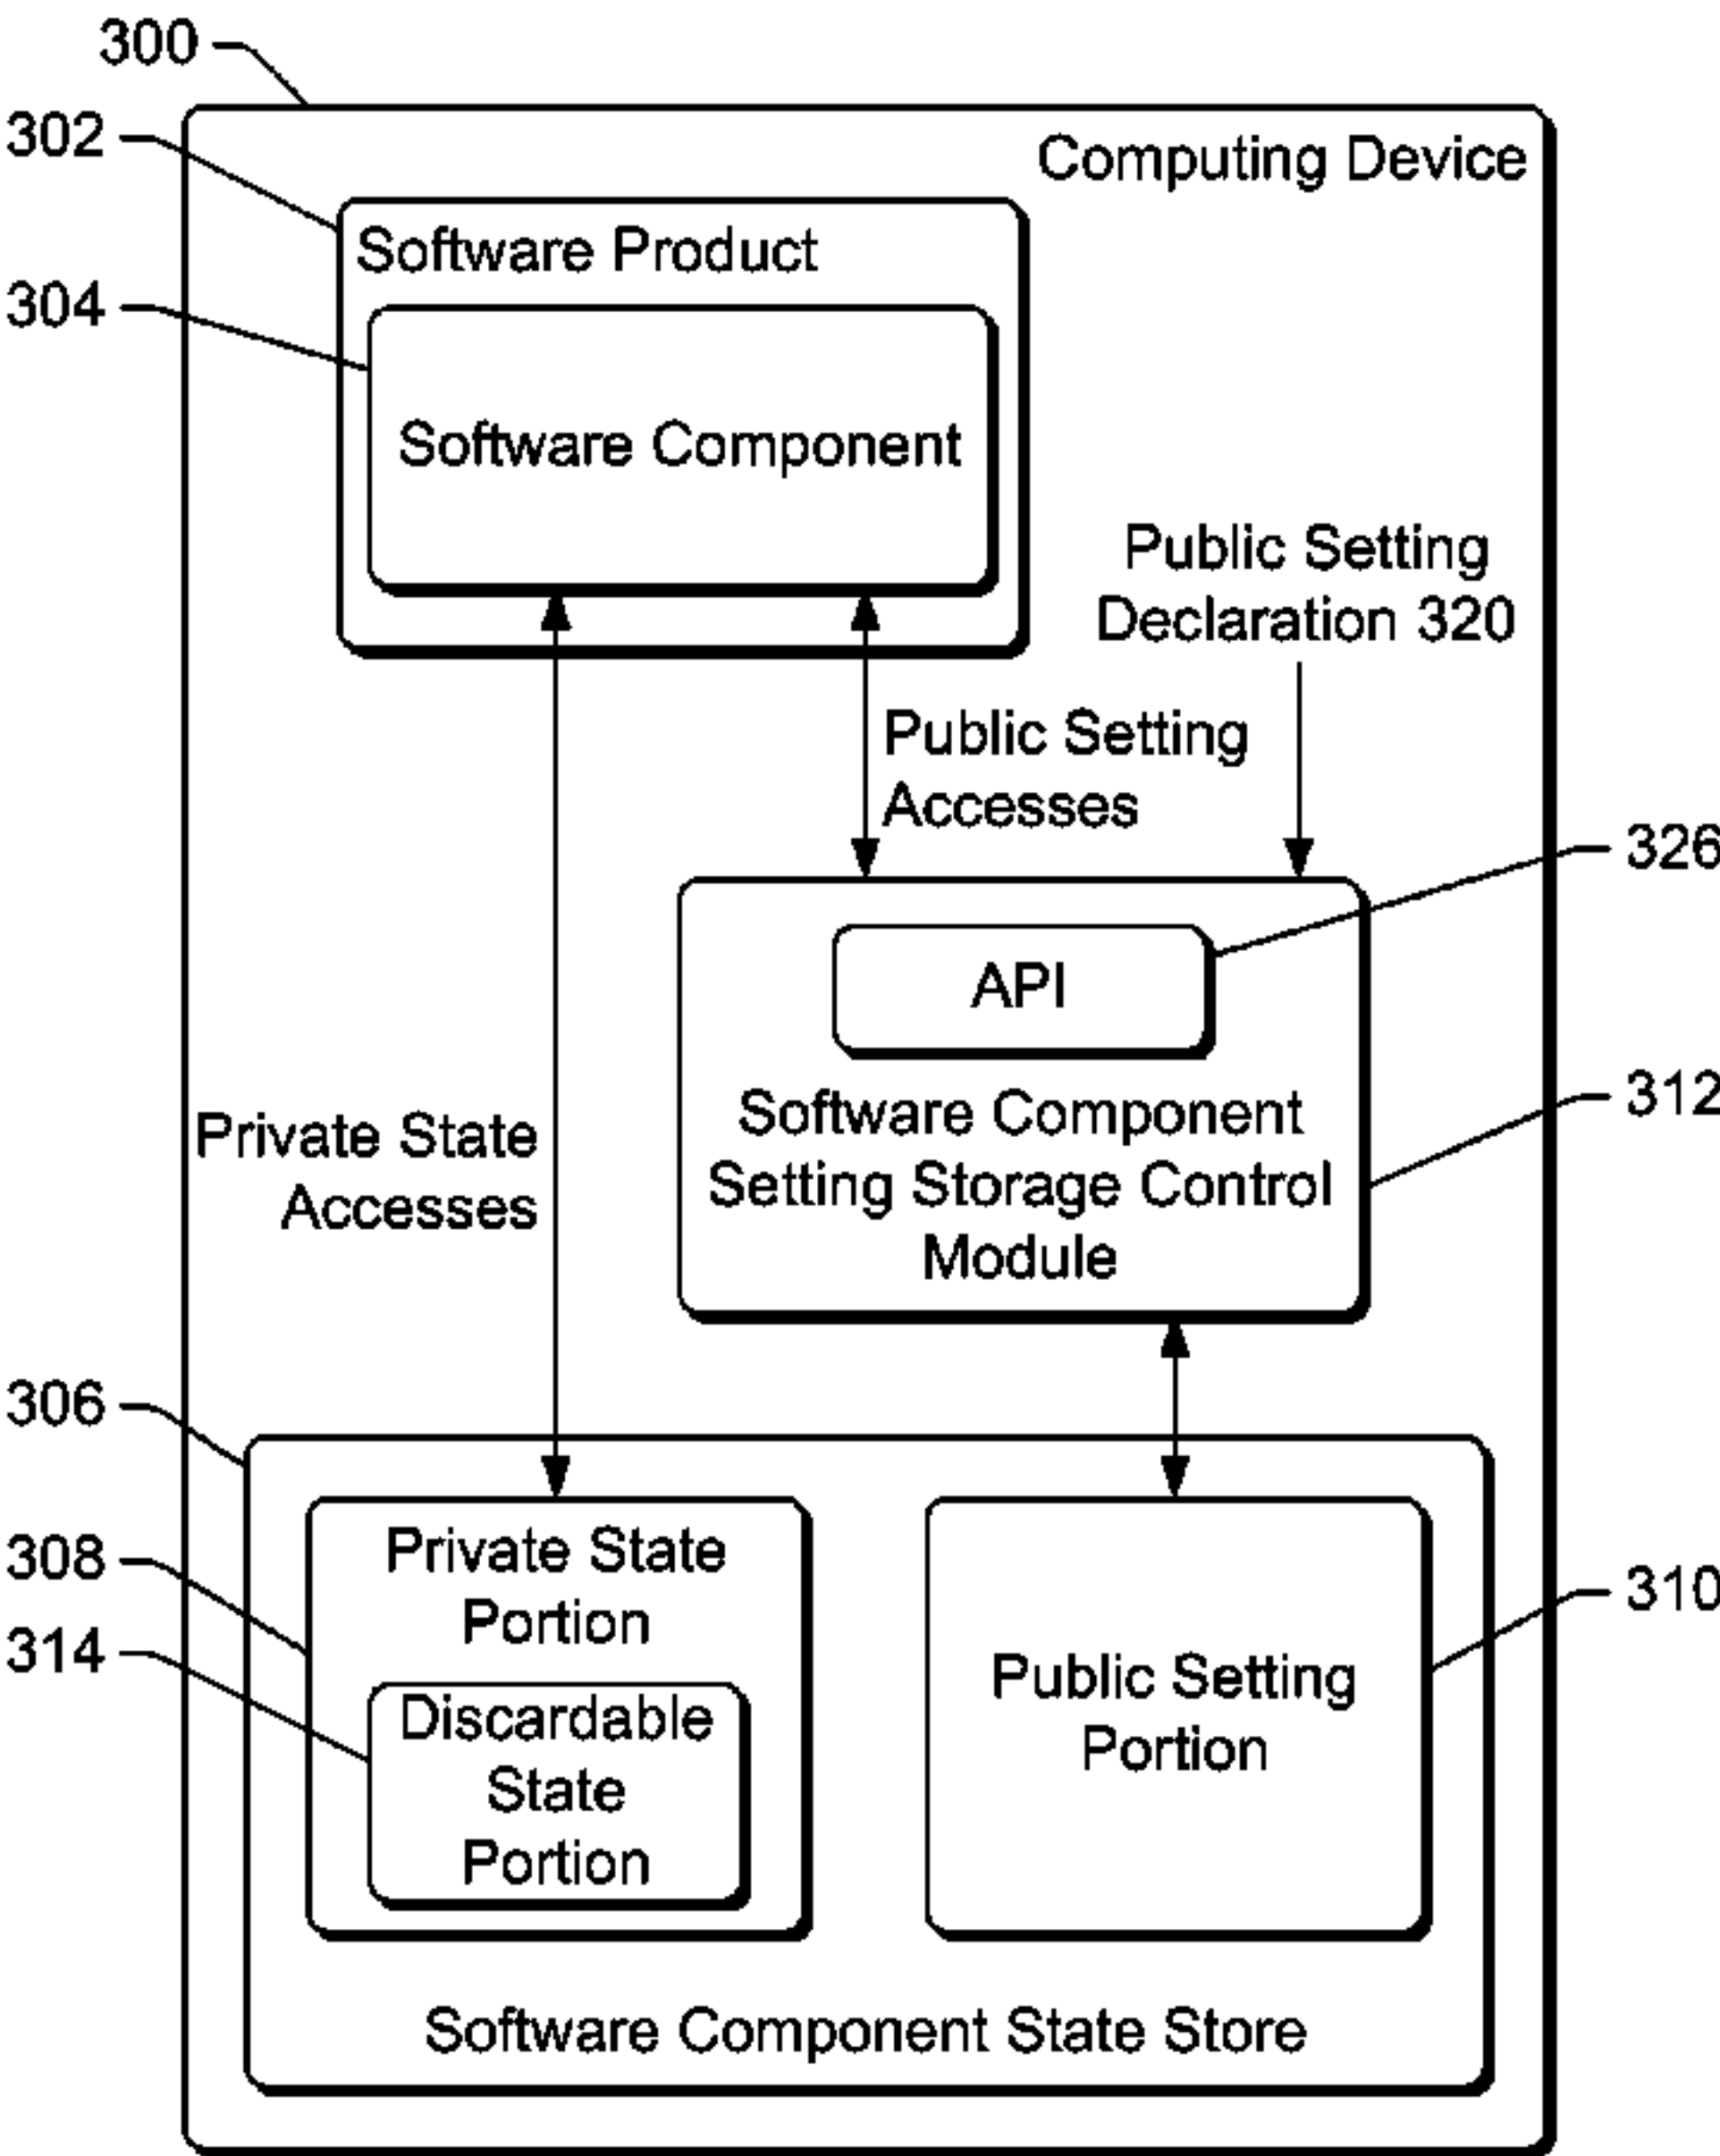 300
302
Computing Device
Software Product
304
Software Component
Public Setting
Declaration 320
Public Setting
Accesses
326
API
312
Software Component
Setting Storage Control
Module
Private State
Accesses
306
308
Private State
Portion
310
314
Discardable
State
Portion
Public Setting
Portion
Software Component State Store